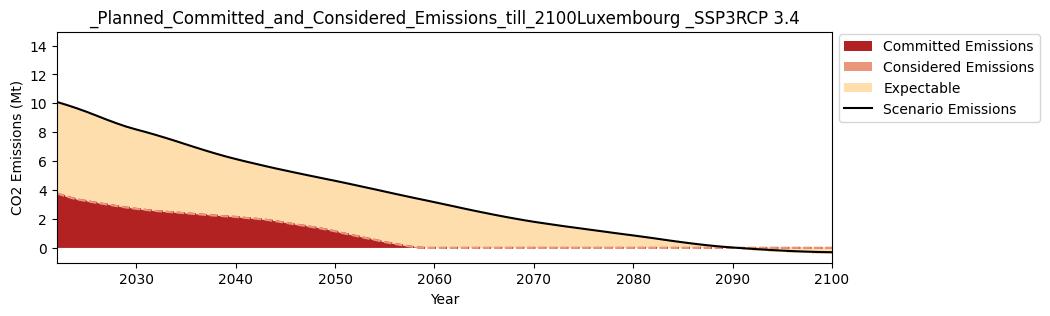 _Planned_Committed_and_Considered_Emissions_till_2100Luxembourg _SSP3RCP 3.4
CO2 Emissions (Mt)
14
12
10
8
6
4
2
0
2030 2040 2050 2060 2070 2080 2090 2100
Year
Committed Emissions
Considered Emissions
Expectable
Scenario Emissions